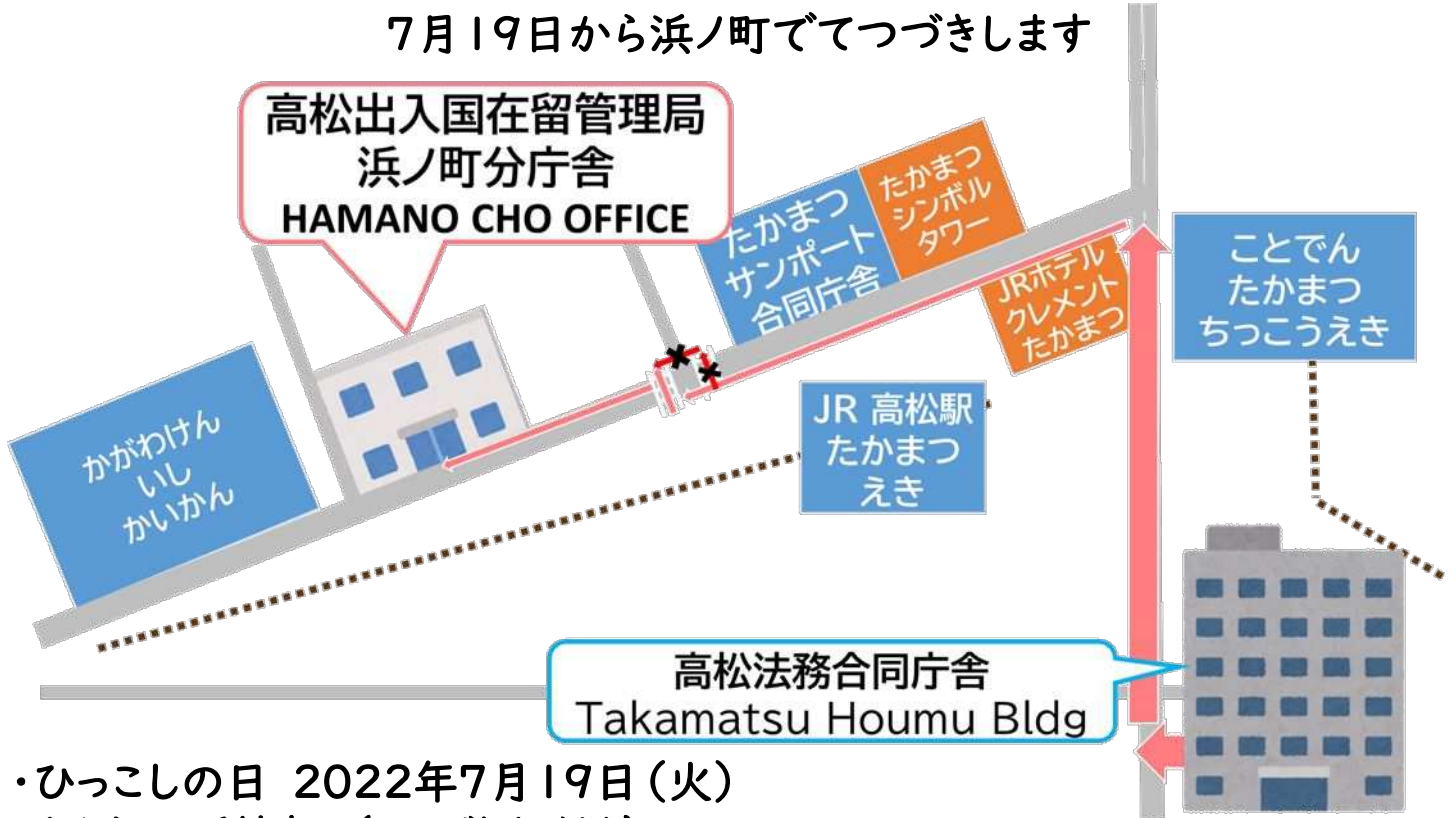 7月19日から浜ノ町でてつづきします
高松出入国在留管理局
浜ノ町分庁舎
HAMANO CHO OFFICE
たかまつ
サンポート
合同庁舎
たかまつ
シンボル
タワー
JRホテル
クレメント
たかまつ
ことでん
たかまつ
ちっこうえき
かがわけん
いし
かいかん
JR 高松駅
たかまつ
えき
高松法務合同庁舎
Takamatsu Houmu Bldg
・ひっこしの日 2022年7月19日(火)